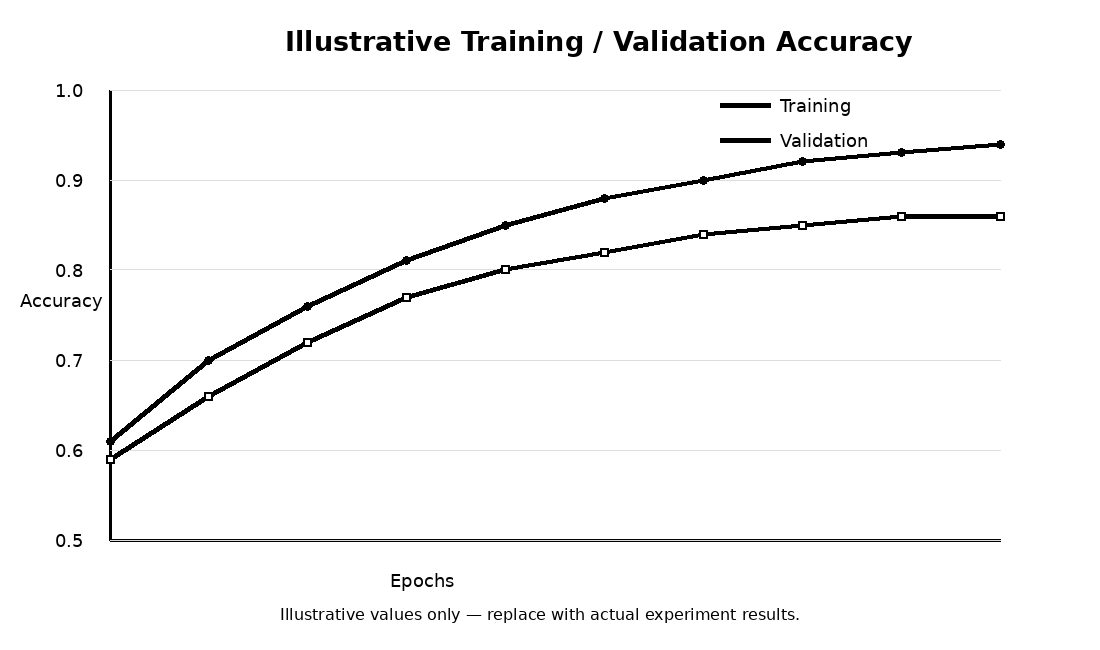 Illustrative Training / Validation Accuracy
1.0
Training
Validation
0.9
0.8
Accuracy
0.7
0.6
0.5
Epochs
Illustrative values only — replace with actual experiment results.